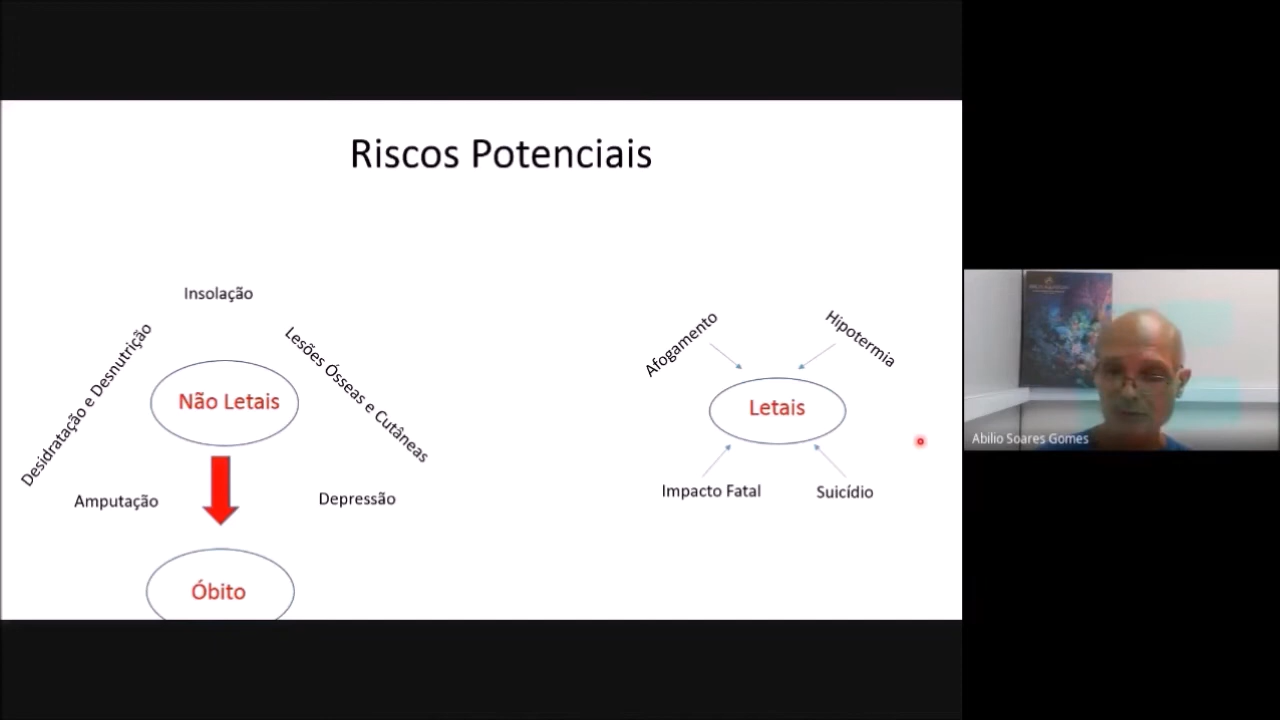 Riscos Potenciais
Insolação
Desidratação e Desnutrição
Lesões Ósseas e Cutâneas
Não Letais
Amputação
Depressão
Óbito
Afogamento
Hipotermia
Letais
Impacto Fatal
Suicídio
Abilio Soares Gomes